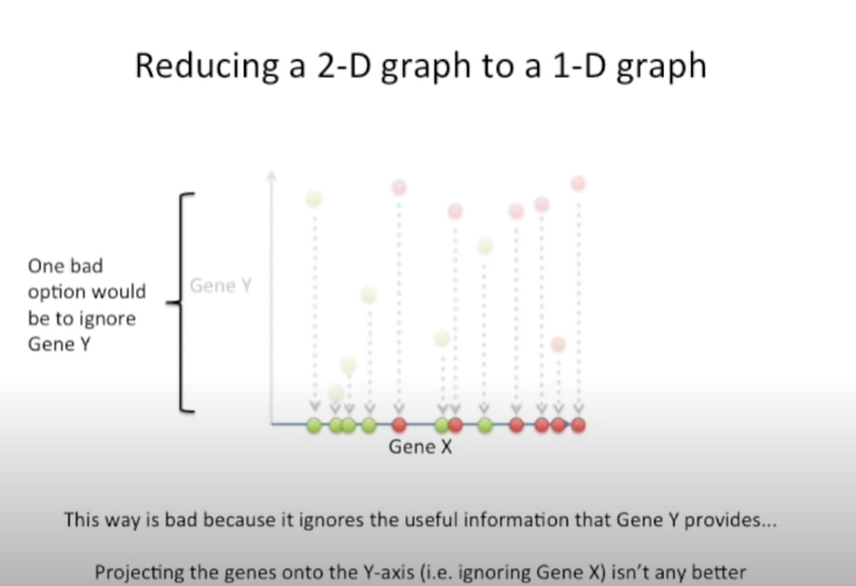 Reducing a 2-D graph to a 1-D graph
One bad
option would
be to ignore
Gene Y
Gene Y
Gene X
This way is bad because it ignores the useful information that Gene Y provides...
Projecting the genes onto the Y-axis (i.e. ignoring Gene X) isn't any better